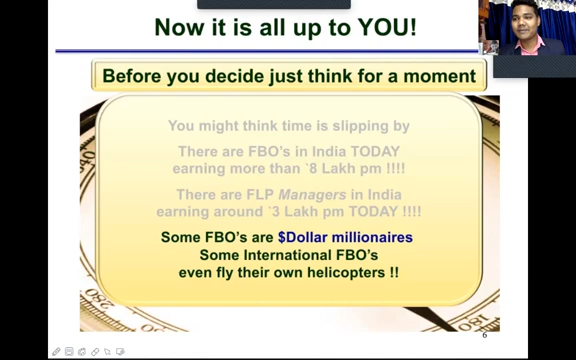 Now it is all up to YOU!
Before you decide just think for a moment
You might think time is slipping by
There are FBO's in India TODAY
earning more than `8 Lakh pm !!!!
There are FLP Managers in India
earning around `3 Lakh pm TODAY !!!!
Some FBO's are $Dollar millionaires
Some International FBO's
even fly their own helicopters !!
280
6